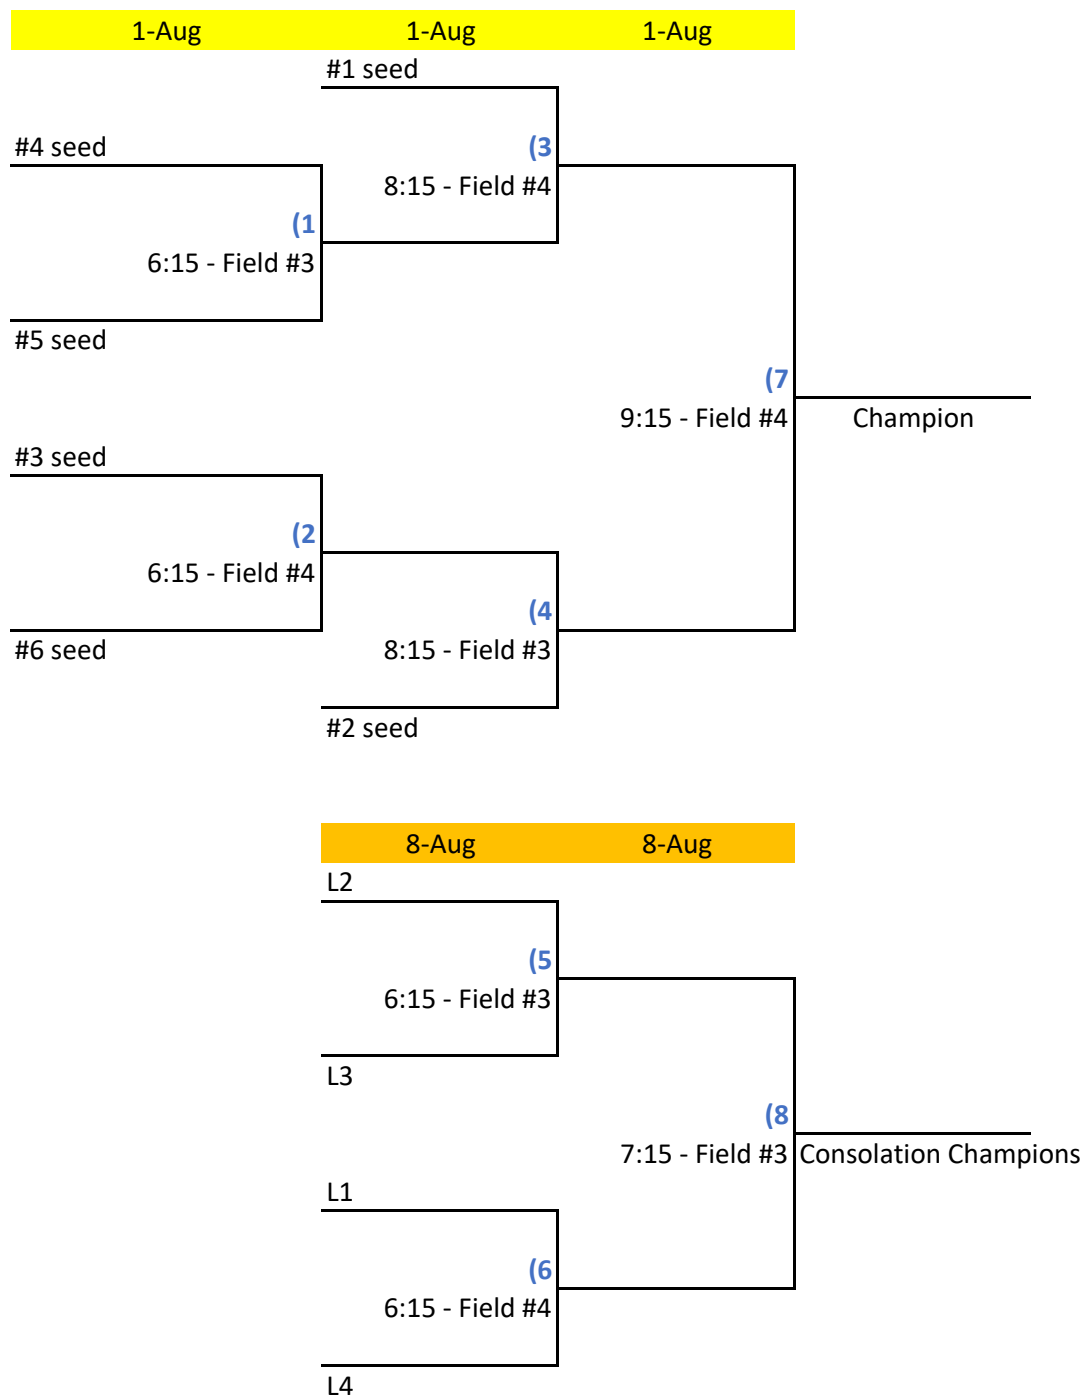 1-Aug 1-Aug 1-Aug
#1 seed
#4 seed
(3
8:15 - Field #4
(1
6:15 - Field #3
#5 seed
(7
9:15 - Field #4 Champion
#3 seed
(2
6:15 - Field #4
(4
#6 seed
8:15 - Field #3
#2 seed
8-Aug 8-Aug
L2
(5
6:15 - Field #3
L3
(8
7:15 - Field #3 Consolation Champions
L1
(6
6:15 - Field #4
L4